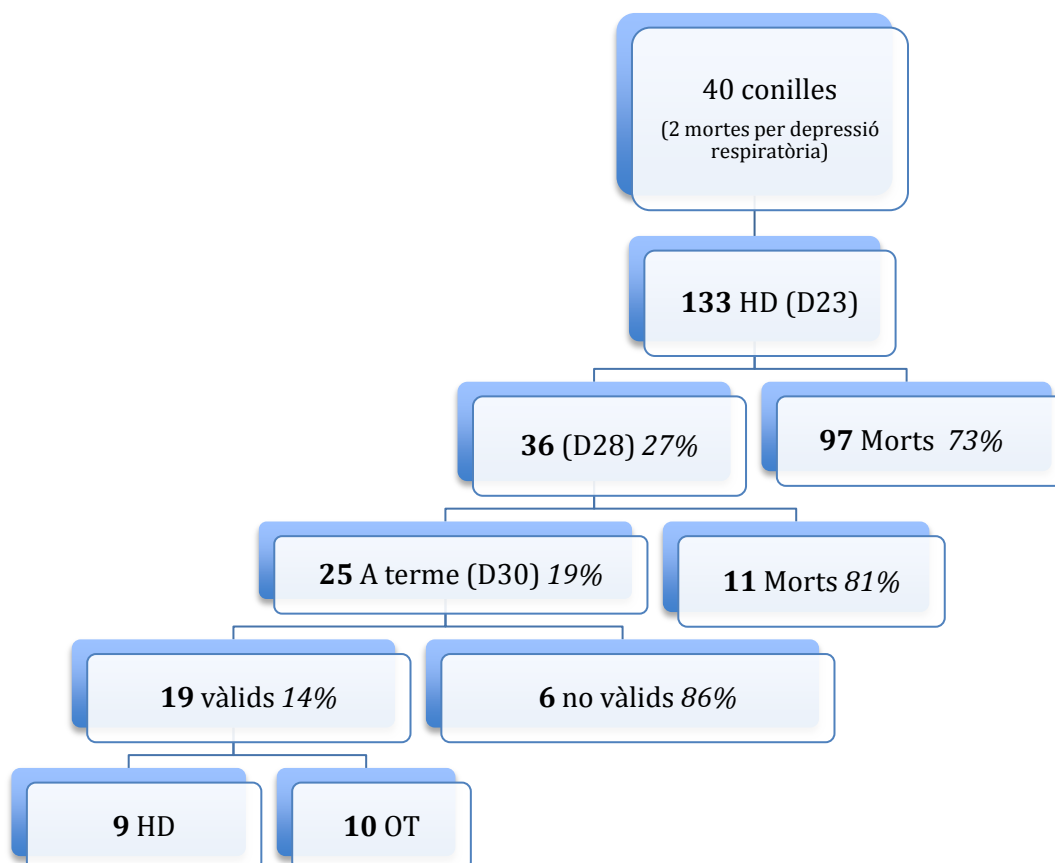 40 conilles
(2 mortes per depressió
respiratòria)
133 HD (D23)
36 (D28) 27%
97 Morts 73%
25 A terme (D30) 19%
11 Morts 81%
19 vàlids 14%
6 no vàlids 86%
9 HD
10 OT